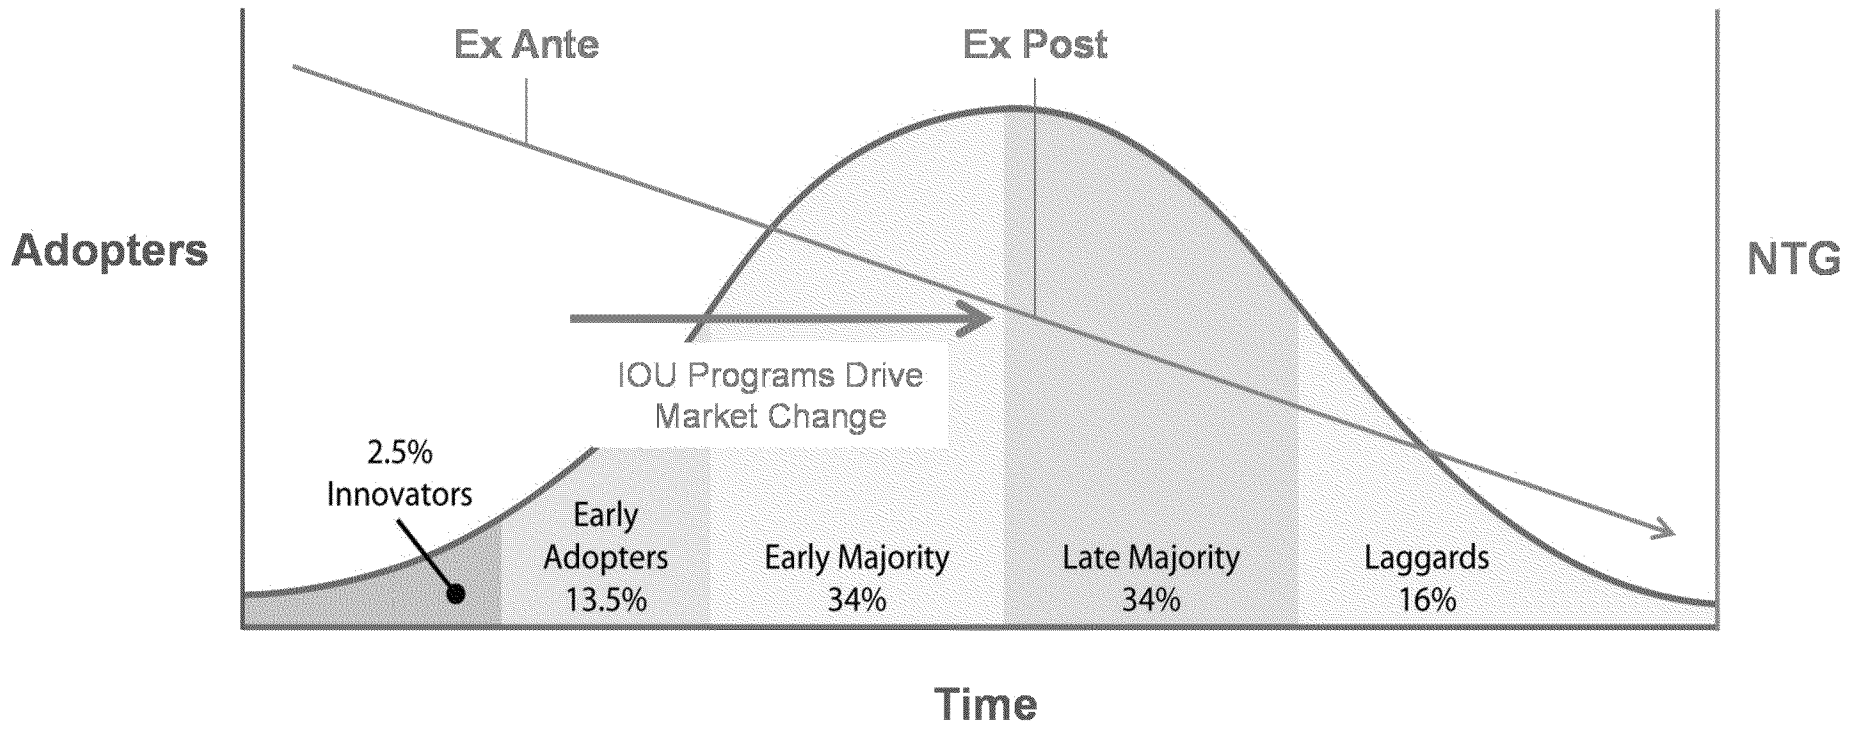 Ex Ante
Ex Post
Adopters
NTG
IOU Programs Drive
Market Change
2.5%
Innovators
Early
Adopters
13.5%
Early Majority
34%
Late Majority
34%
Laggards
16%
Time